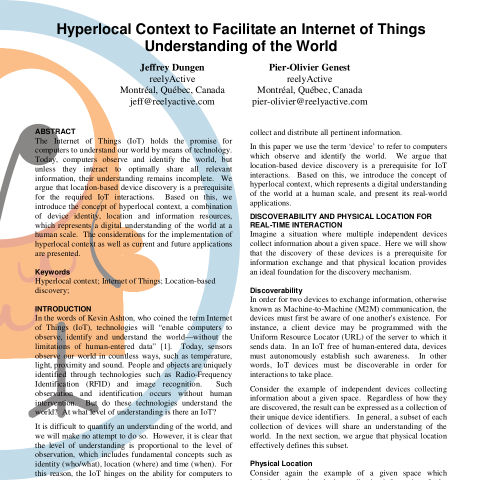 Hyperlocal Context to Facilitate an Internet of Things
Understanding of the World
Jeffrey Dungen
reelyActive
Montréal, Québec, Canada
jeff@reelyactive.com
Pier-Olivier Genest
reelyActive
Montréal, Québec, Canada
pier-olivier@reelyactive.com
ABSTRACT
The Internet of Things (IoT) holds the promise for
computers to understand our world by means of technology.
Today, computers observe and identify the world, but
unless they interact to optimally share all relevant
information, their understanding remains incomplete. We
argue that location-based device discovery is a prerequisite
for the required IoT interactions. Based on this, we
introduce the concept of hyperlocal context, a combination
of device identity, location and information resources,
which represents a digital understanding of the world at a
human scale. The considerations for the implementation of
hyperlocal context as well as current and future applications
are presented.
Keywords
Hyperlocal context; Internet of Things; Location-based
discovery;
INTRODUCTION
In the words of Kevin Ashton, who coined the term Internet
of Things (IoT), technologies will “enable computers to
observe, identify and understand the world—without the
limitations of human-entered data” [1]. Today, sensors
observe our world in countless ways, such as temperature,
light, proximity and sound. People and objects are uniquely
identified through technologies such as Radio-Frequency
Identification (RFID) and image recognition. Such
observation and identification occurs without human
intervention. But do these technologies understand the
world? At what level of understanding is there an IoT?
It is difficult to quantify an understanding of the world, and
we will make no attempt to do so. However, it is clear that
the level of understanding is proportional to the level of
observation, which includes fundamental concepts such as
identity (who/what), location (where) and time (when). For
this reason, the IoT hinges on the ability for computers to
collect and distribute all pertinent information.
In this paper we use the term ‘device’ to refer to computers
which observe and identify the world. We argue that
location-based device discovery is a prerequisite for IoT
interactions. Based on this, we introduce the concept of
hyperlocal context, which represents a digital understanding
of the world at a human scale, and present its real-world
applications.
DISCOVERABILITY AND PHYSICAL LOCATION FOR
REAL-TIME INTERACTION
Imagine a situation where multiple independent devices
collect information about a given space. Here we will show
that the discovery of these devices is a prerequisite for
information exchange and that physical location provides
an ideal foundation for the discovery mechanism.
Discoverability
In order for two devices to exchange information, otherwise
known as Machine-to-Machine (M2M) communication, the
devices must first be aware of one another's existence. For
instance, a client device may be programmed with the
Uniform Resource Locator (URL) of the server to which it
sends data. In an IoT free of human-entered data, devices
must autonomously establish such awareness. In other
words, IoT devices must be discoverable in order for
interactions to take place.
Consider the example of independent devices collecting
information about a given space. Regardless of how they
are discovered, the result can be expressed as a collection of
their unique device identifiers. In general, a subset of each
collection of devices will share an understanding of the
world. In the next section, we argue that physical location
effectively defines this subset.
Physical Location
Consider again the example of a given space which